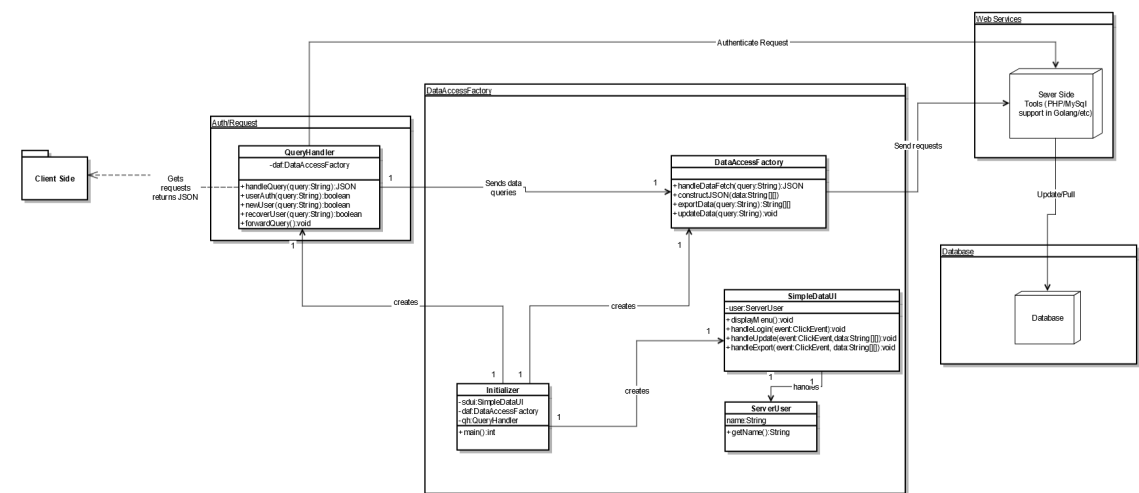 Web Services
Authenticate Request
Sever Side
Tools (PHP/MySql
support in Golang/etc)
DataAccessFactory
Auth/Request
QueryHandler
-daf:DataAccessFactory
+handleQuery(query:String):JSON
+userAuth(query:String):boolean
+newUser(query:String):boolean
+recoverUser(query:String):boolean
+forwardQuery():void
Client Side
Gets
requests
returns JSON
1
Sends data
queries
1
DataAccessFactory
+handleDataFetch(query:String):JSON
+constructJSON(data:String[][])
+exportData(query:String):String[][]
+updateData(query:String):void
Send requests
Update/Pull
1
1
Database
Database
creates
creates
SimpleDataUI
-user:ServerUser
+displayMenu():void
+handleLogin(event:ClickEvent):void
+handleUpdate(event:ClickEvent,data:String[][]):void
+handleExport(event:ClickEvent, data:String[][]):void
1
1
1
creates
1
1
handles
Initializer
-sdui:SimpleDataUI
-daf:DataAccessFactory
-qh:QueryHandler
+main():int
1
ServerUser
name:String
+getName():String